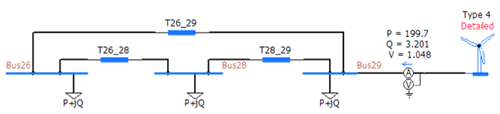 T26_29
Type 4
Detailed
P = 199.7
Q = 3.201
V = 1.048
T26_28
T28_29
Bus26
Bus28
Bus29
A
V
P+jQ
P+jQ
P+jQ